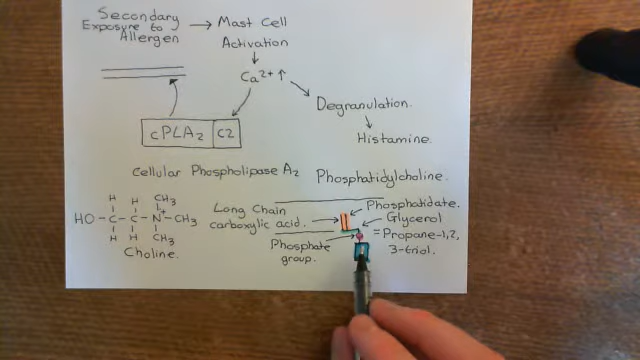 Secondary
Exposure to
Allergen
Mast Cell
Activation
Ca2+ ↑
Degranulation.
Histamine.
cPLA2 C2
Cellular Phospholipase A2
Phosphatidylcholine.
H H CH3
HO-C-C-N+-CH3
H H CH3
Choline.
Long Chain
carboxylic acid.
Phosphate
group.
Phosphatidate.
Glycerol
=Propane-1,2,
3-triol.